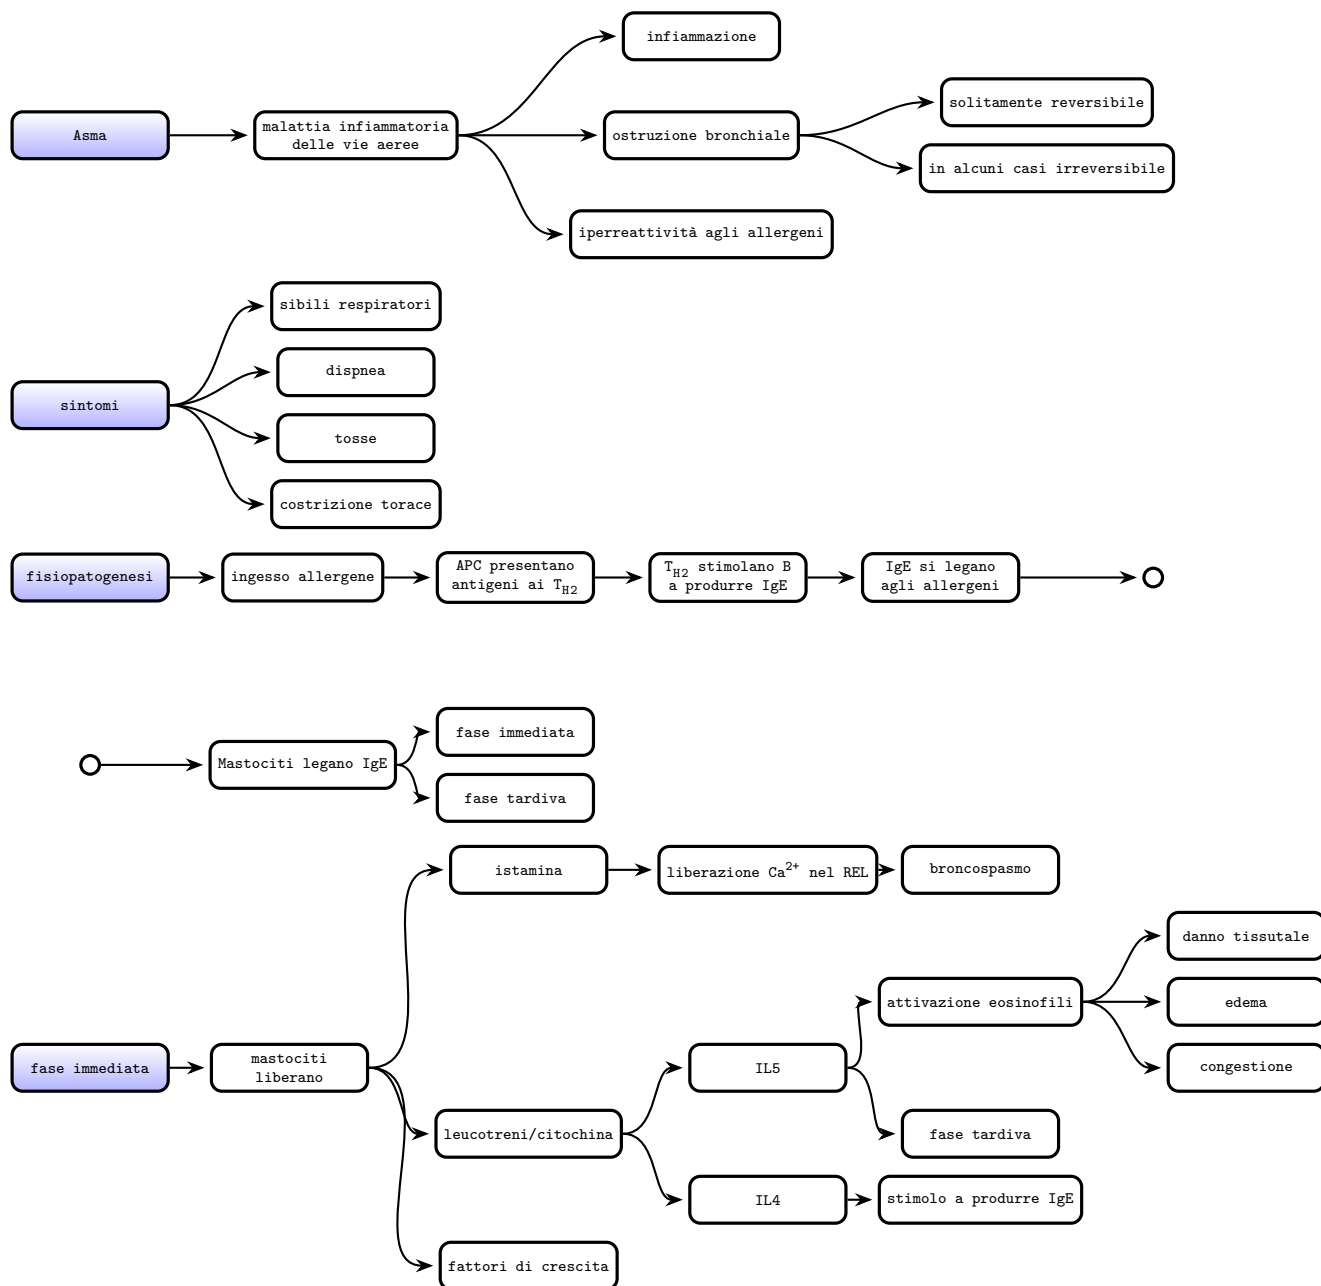 infiammazione
solitamente reversibile
Asma
malattia infiammatoria
delle vie aeree
ostruzione bronchiale
in alcuni casi irreversibile
iperreattività agli allergeni
sibili respiratori
dispnea
sintomi
tosse
costrizione torace
fisiopatogenesi
ingesso allergene
APC presentano
antigeni ai T_H2
T_H2 stimolano B
a produrre IgE
IgE si legano
agli allergeni
fase immediata
Mastociti legano IgE
fase tardiva
istamina
liberazione Ca²⁺ nel REL
broncospasmo
danno tissutale
attivazione eosinofili
edema
fase immediata
mastociti
liberano
IL5
congestione
leucotreni/citochina
fase tardiva
IL4
stimolo a produrre IgE
fattori di crescita